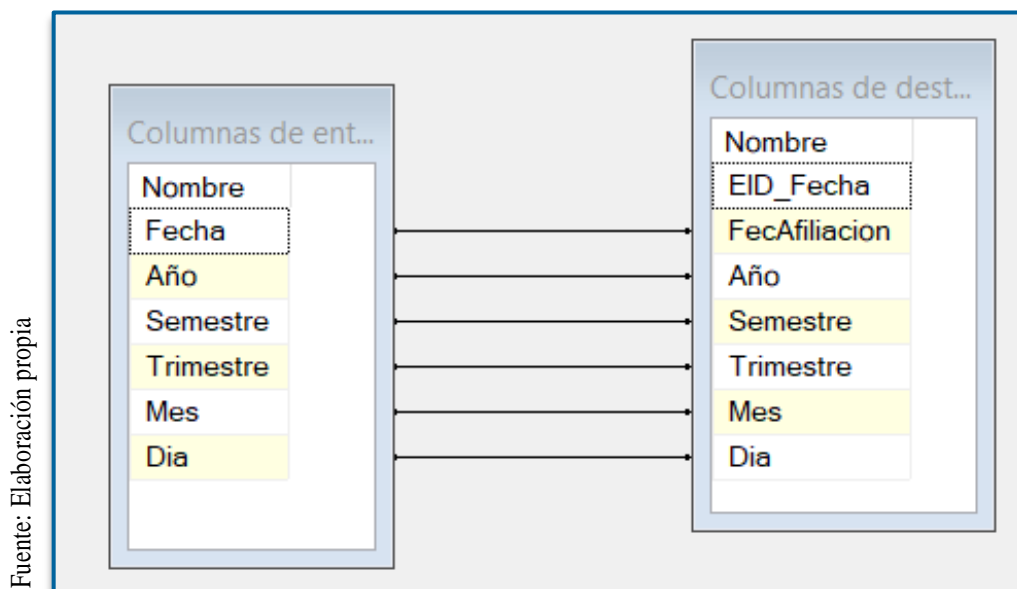 Columnas de ent...
Nombre
Fecha
Año
Semestre
Trimestre
Mes
Dia
Columnas de dest...
Nombre
EID_Fecha
FecAfiliacion
Año
Semestre
Trimestre
Mes
Dia
Fuente: Elaboración propia